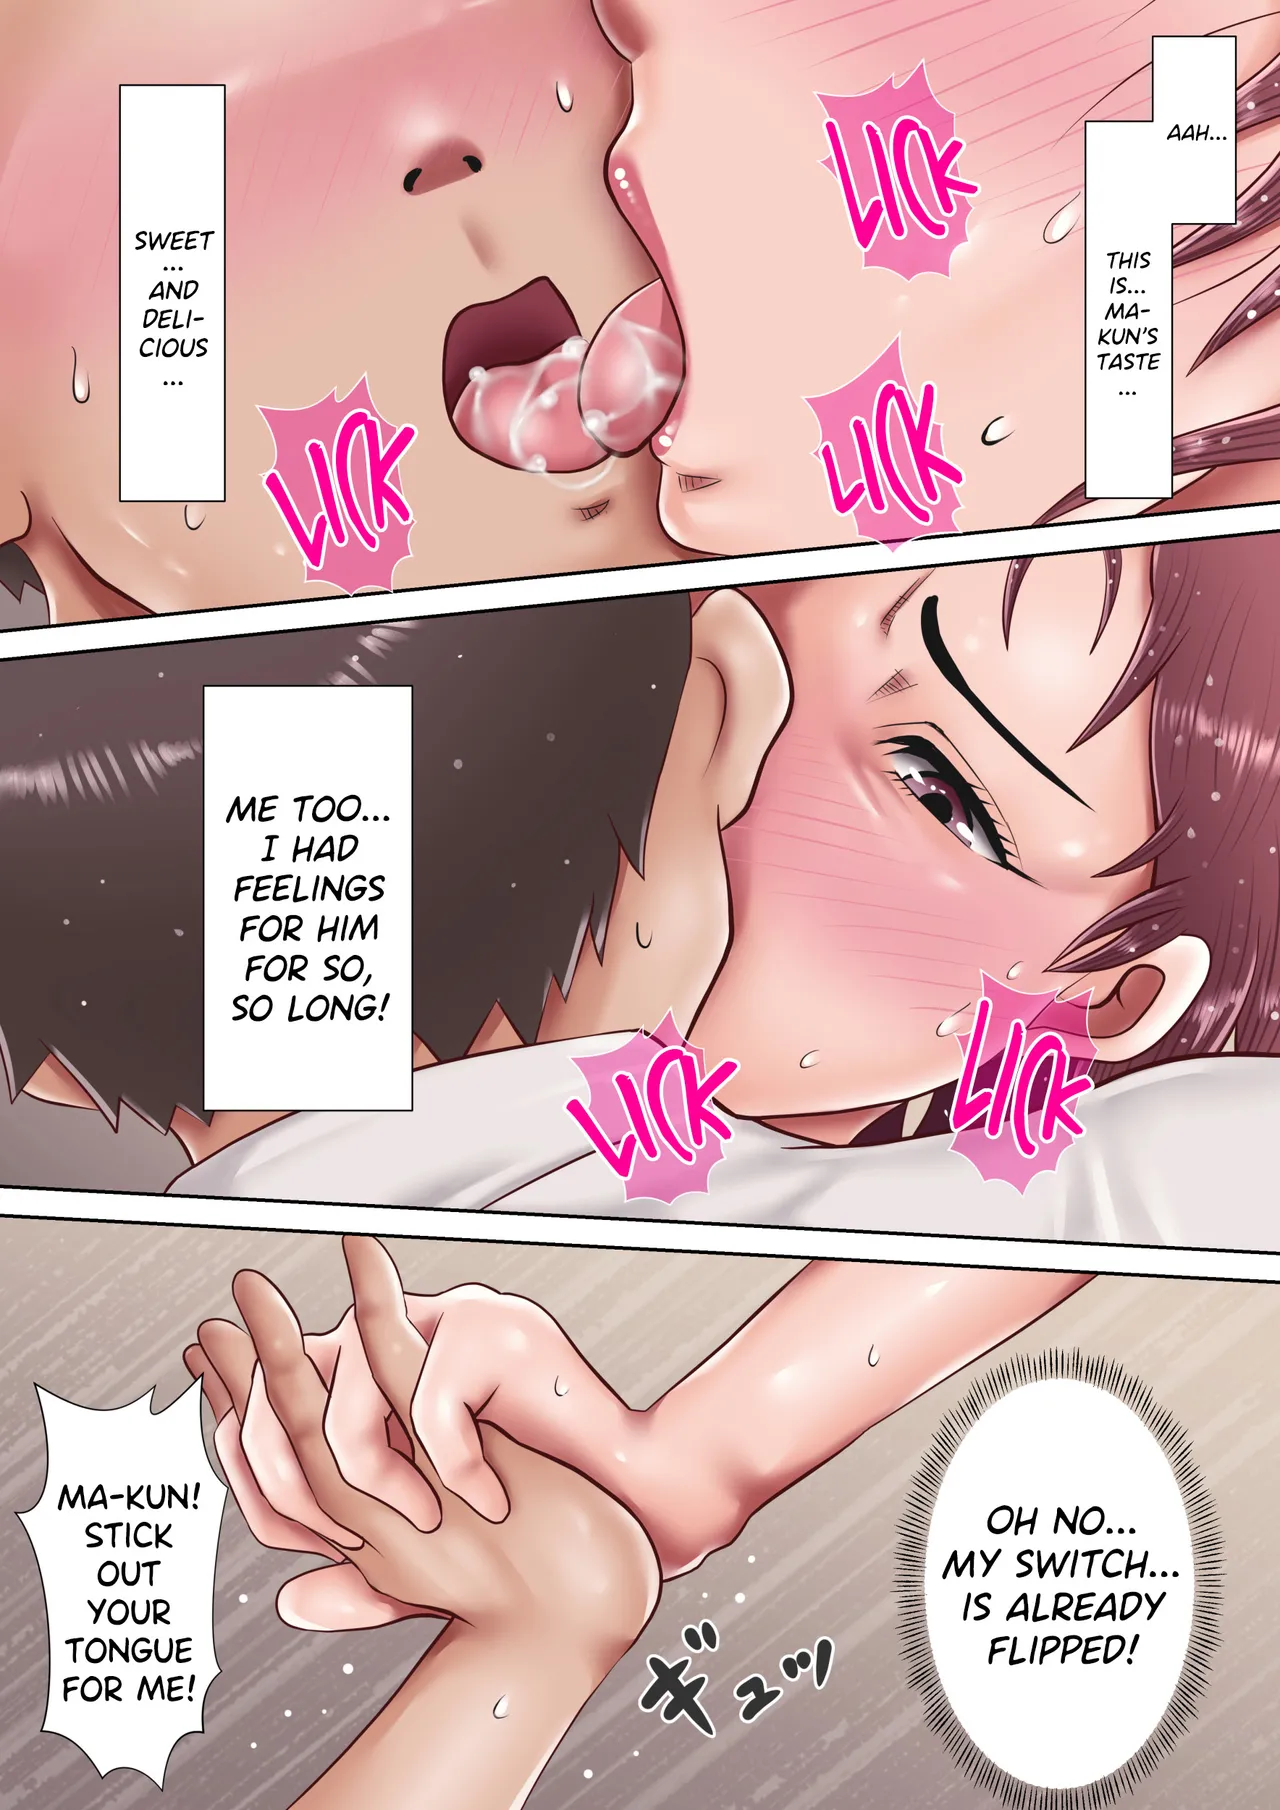 AAH...
THIS
IS...
MA-
KUN'S
TASTE
...
LICK
LICK
SWEET
...
AND
DELI-
CIOUS
...
LICK
ME TOO...
I HAD
FEELINGS
FOR HIM
FOR SO,
SO LONG!
LICK
LICK
OH NO...
MY SWITCH...
IS ALREADY
FLIPPED!
ギュッ
MA-KUN!
STICK
OUT
YOUR
TONGUE
FOR ME!